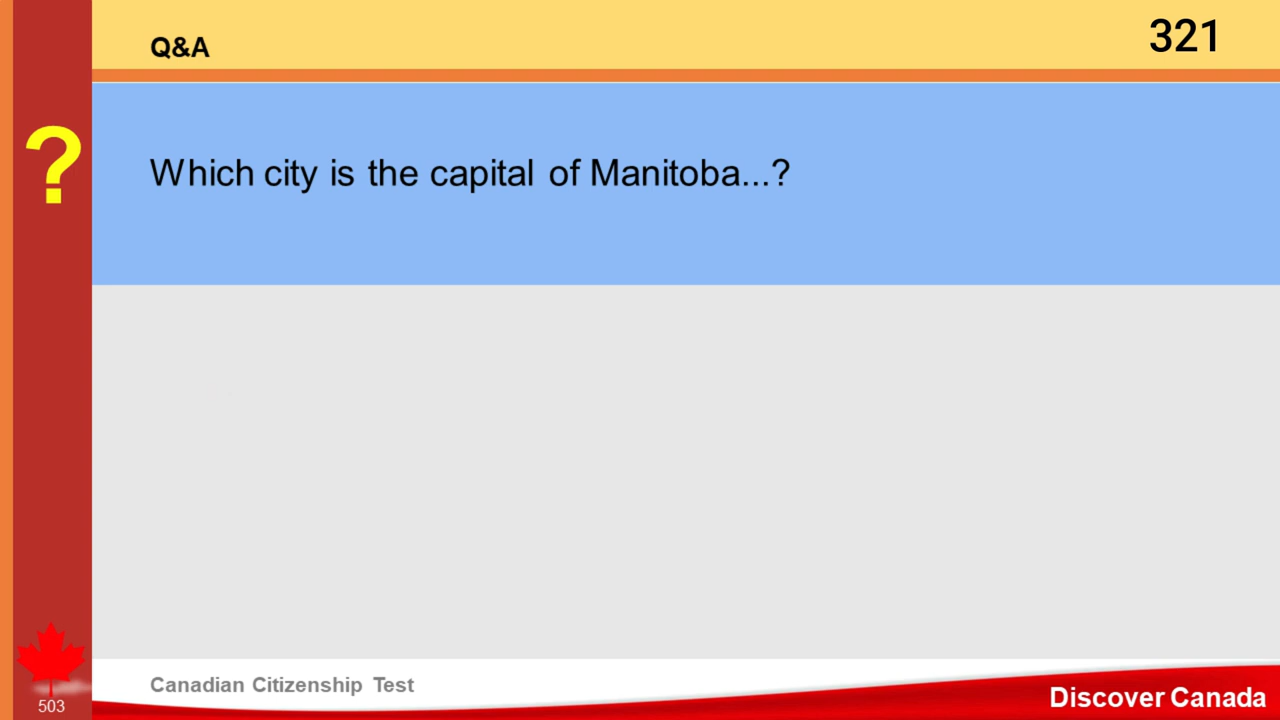 Q&A
321
?
Which city is the capital of Manitoba...?
Canadian Citizenship Test
503
Discover Canada